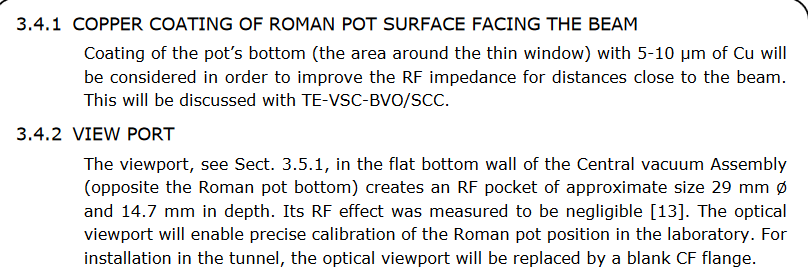 3.4.1 COPPER COATING OF ROMAN POT SURFACE FACING THE BEAM
Coating of the pot's bottom (the area around the thin window) with 5-10 µm of Cu will
be considered in order to improve the RF impedance for distances close to the beam.
This will be discussed with TE-VSC-BVO/SCC.
3.4.2 VIEW PORT
The viewport, see Sect. 3.5.1, in the flat bottom wall of the Central vacuum Assembly
(opposite the Roman pot bottom) creates an RF pocket of approximate size 29 mm ø
and 14.7 mm in depth. Its RF effect was measured to be negligible [13]. The optical
viewport will enable precise calibration of the Roman pot position in the laboratory. For
installation in the tunnel, the optical viewport will be replaced by a blank CF flange.